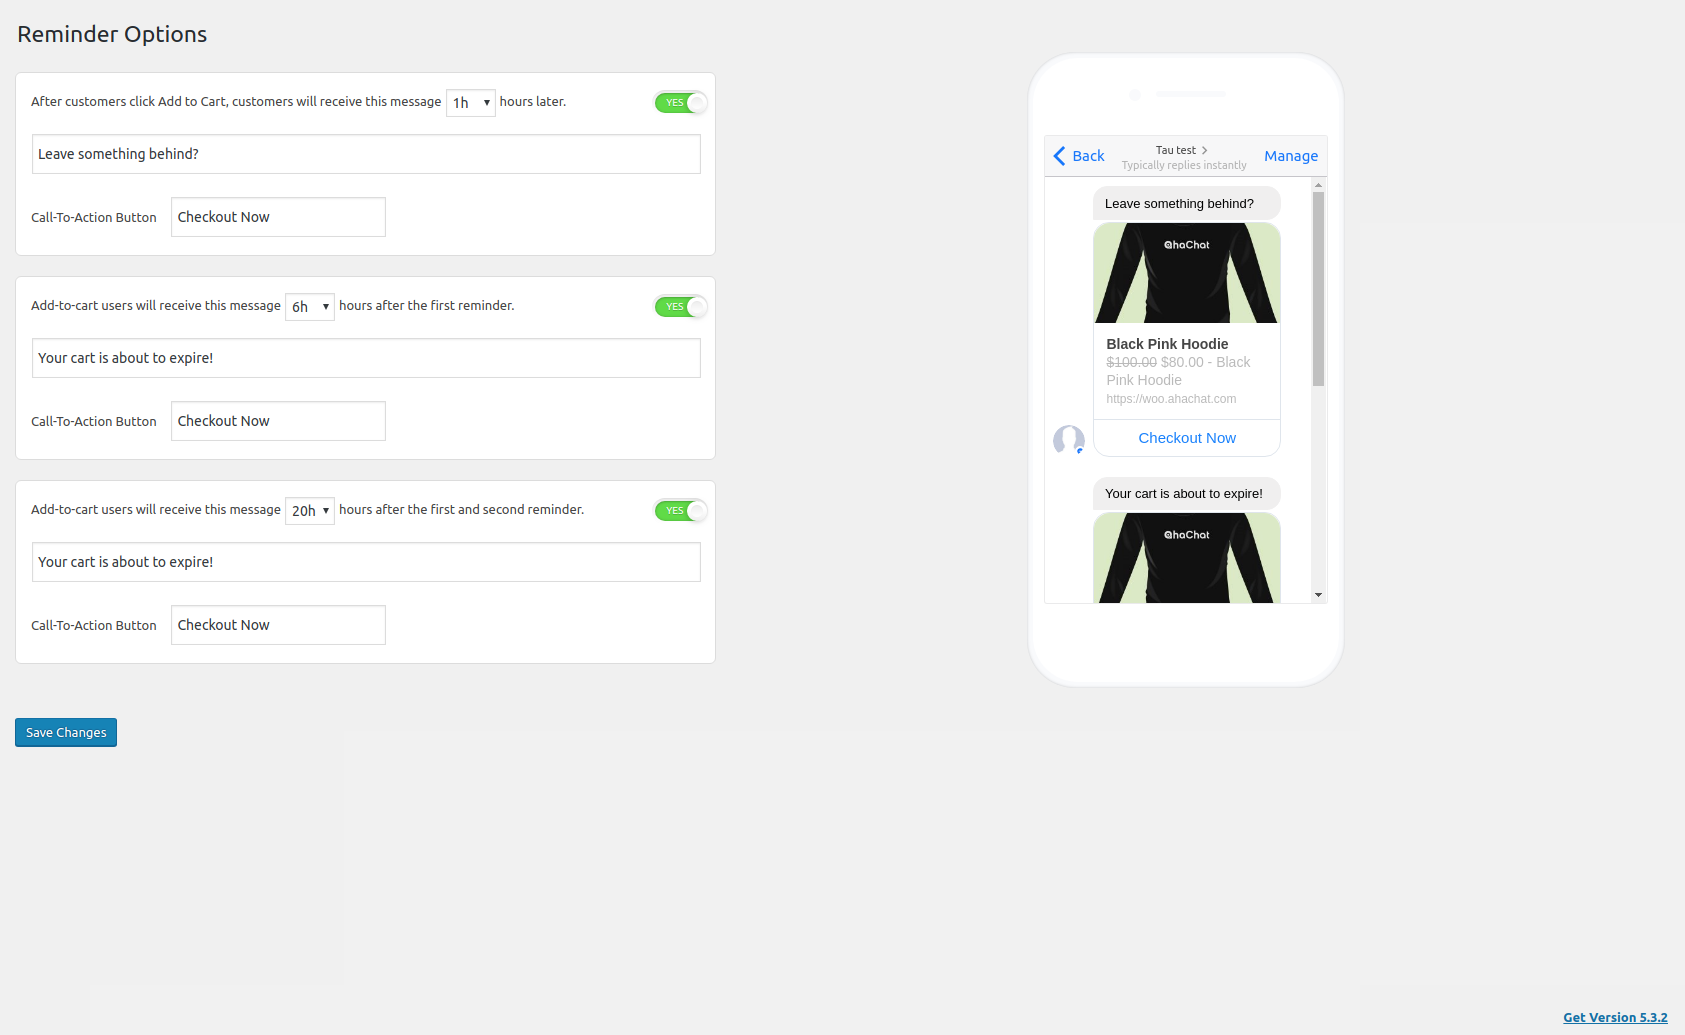 Reminder Options
After customers click Add to Cart, customers will receive this message 1h hours later. YES
Leave something behind?
Call-To-Action Button Checkout Now
Add-to-cart users will receive this message 6h hours after the first reminder. YES
Your cart is about to expire!
Call-To-Action Button Checkout Now
Add-to-cart users will receive this message 20h hours after the first and second reminder. YES
Your cart is about to expire!
Call-To-Action Button Checkout Now
Save Changes
Back Tau test Manage
Typically replies instantly
Leave something behind?
ahaChat
Black Pink Hoodie
$100.00 $80.00 - Black
Pink Hoodie
https://woo.ahachat.com
Checkout Now
Your cart is about to expire!
ahaChat
Get Version 5.3.2